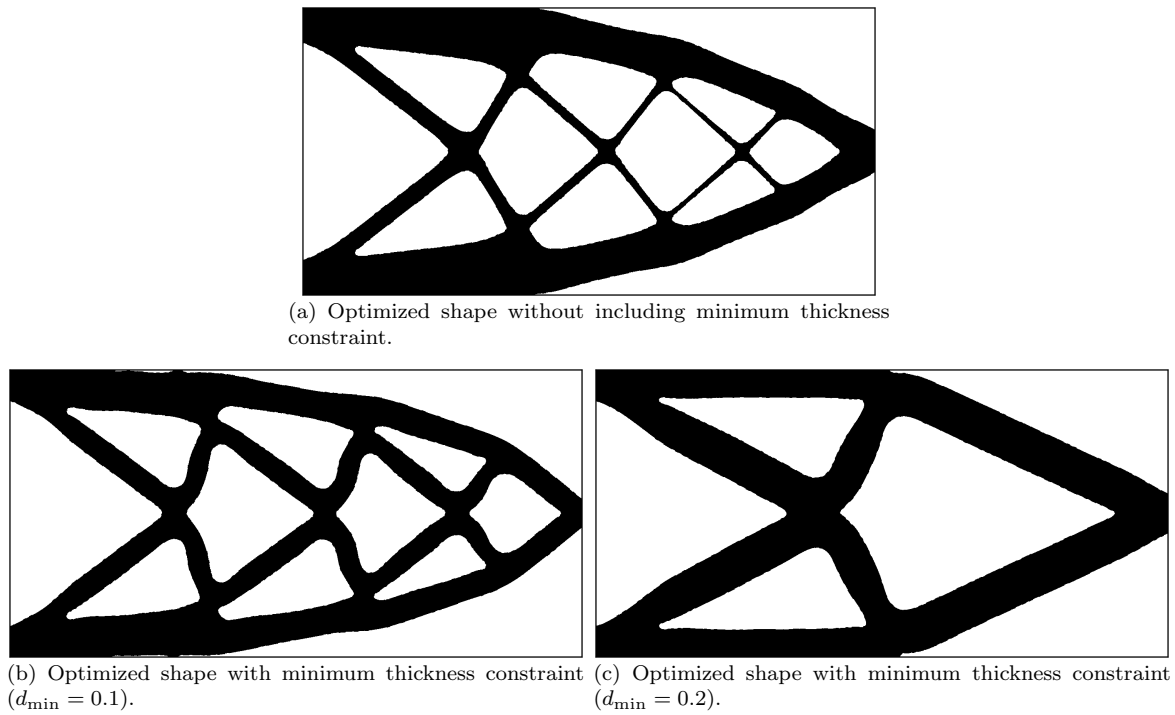 (a) Optimized shape without including minimum thickness
constraint.
(b) Optimized shape with minimum thickness constraint
(d_min = 0.1).
(c) Optimized shape with minimum thickness constraint
(d_min = 0.2).